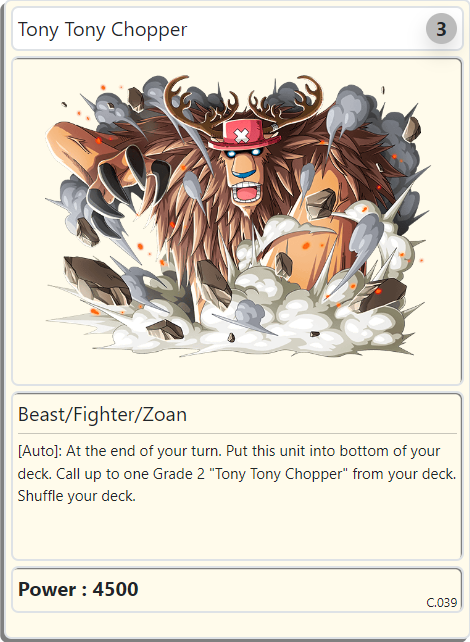 Tony Tony Chopper
3
Beast/Fighter/Zoan
[Auto]: At the end of your turn. Put this unit into bottom of your
deck. Call up to one Grade 2 "Tony Tony Chopper" from your deck.
Shuffle your deck.
Power : 4500
C.039